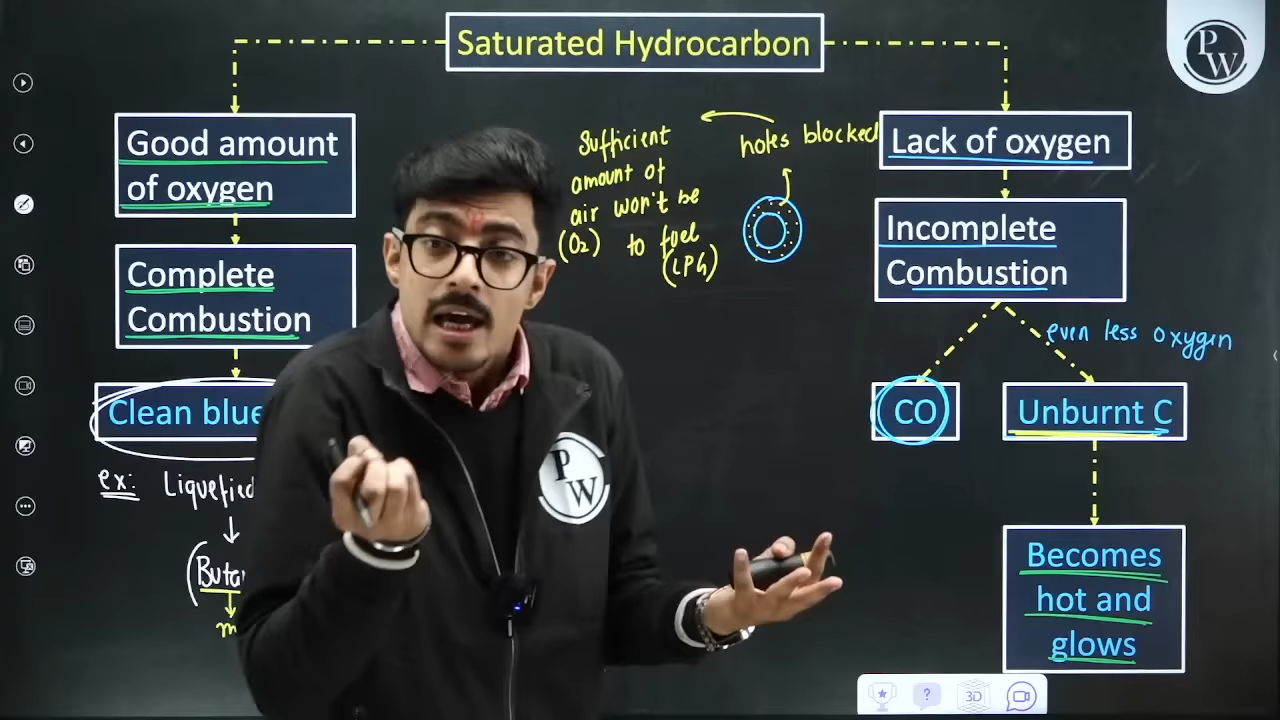 Saturated Hydrocarbon
Good amount
of oxygen
Complete
Combustion
Clean blue
ex: Liquefied
m
Sufficient
amount of
air won't be
(O2) to fuel
(LPG)
holes blocked
Lack of oxygen
Incomplete
Combustion
even less oxygen
CO
Unburnt C
Becomes
hot and
glows
PW
PW
3D